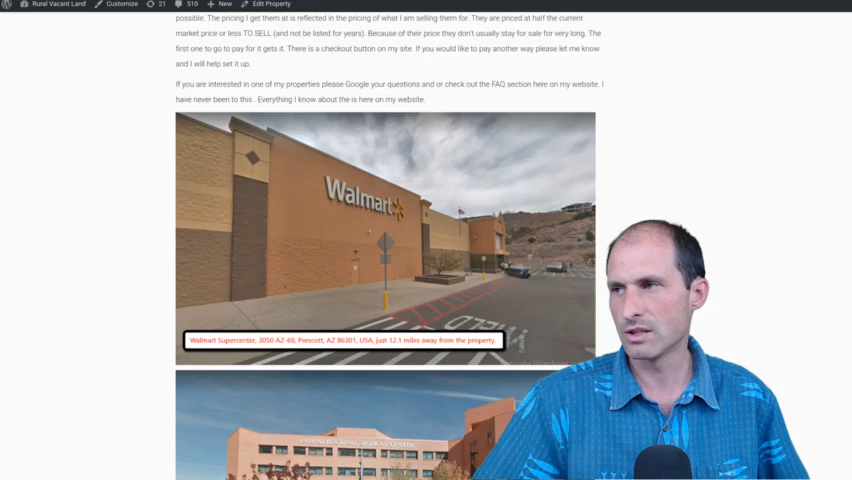 Rural Vacant Land Customize 21 510 New Edit Property
possible. The pricing I get them at is reflected in the pricing of what I am selling them for. They are priced at half the current
market price or less TO SELL (and not be listed for years). Because of their price they don't usually stay for sale for very long. The
first one to go to pay for it gets it. There is a checkout button on my site. If you would like to pay another way please let me know
and I will help set it up.
If you are interested in one of my properties please Google your questions and or check out the FAQ section here on my website. I
have never been to this . Everything I know about the is here on my website.
Walmart
Walmart Supercenter, 3050 AZ-69, Prescott, AZ 86301, USA, just 12.1 miles away from the property.
REGIONAL MEDICAL CENTER